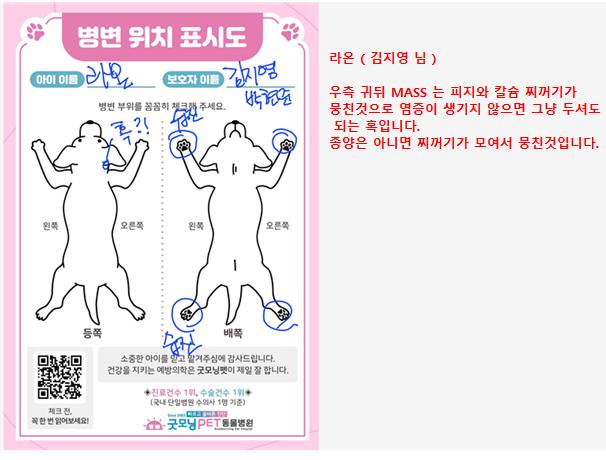 병변 위치 표시도
아이 이름 라온 보호자 이름 김지영
박현준
병변 부위를 꼼꼼히 체크해 주세요.
습진
혹?!
왼쪽 오른쪽 왼쪽 오른쪽
등쪽 배쪽
습진
체크 전,
꼭 한 번 읽어보세요!
소중한 아이를 믿고 맡겨주심에 감사드립니다.
건강을 지키는 예방의학은 굿모닝펫이 제일 잘 합니다.
진료건수 1위, 수술건수 1위
(국내 단일병원 수의사 1명 기준)
Since 2003 빠르고 올바른 진단
굿모닝PET동물병원
라온 ( 김지영 님 )
우측 귀뒤 MASS 는 피지와 칼슘 찌꺼기가
뭉친것으로 염증이 생기지 않으면 그냥 두셔도
되는 혹입니다.
종양은 아니면 찌꺼기가 모여서 뭉친것입니다.